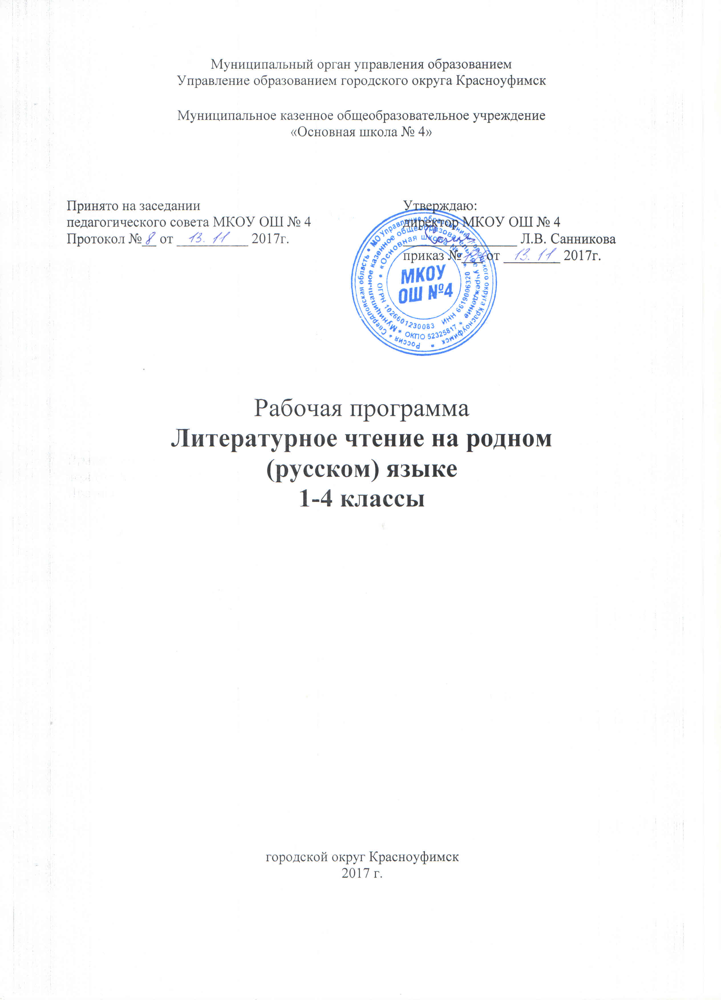 Муниципальный орган управления образованием
Управление образованием городского округа Красноуфимск
Муниципальное казенное общеобразовательное учреждение
«Основная школа № 4»
Принято на заседании
педагогического совета МКОУ ОШ № 4
Протокол № 8 от 13. 11 2017г.
Утверждаю:
директор МКОУ ОШ № 4
Л.В. Санникова
приказ № от 13. 11 2017г.
Россия * Свердловская область * МО Управление образованием городского округа Красноуфимск *
* Муниципальное казенное общеобразовательное учреждение * ОКПО 52325817
* «Основная школа №4» * ИНН 6619006320 ОГРН 1026601230083
МКОУ
ОШ №4
Рабочая программа
Литературное чтение на родном
(русском) языке
1-4 классы
городской округ Красноуфимск
2017 г.